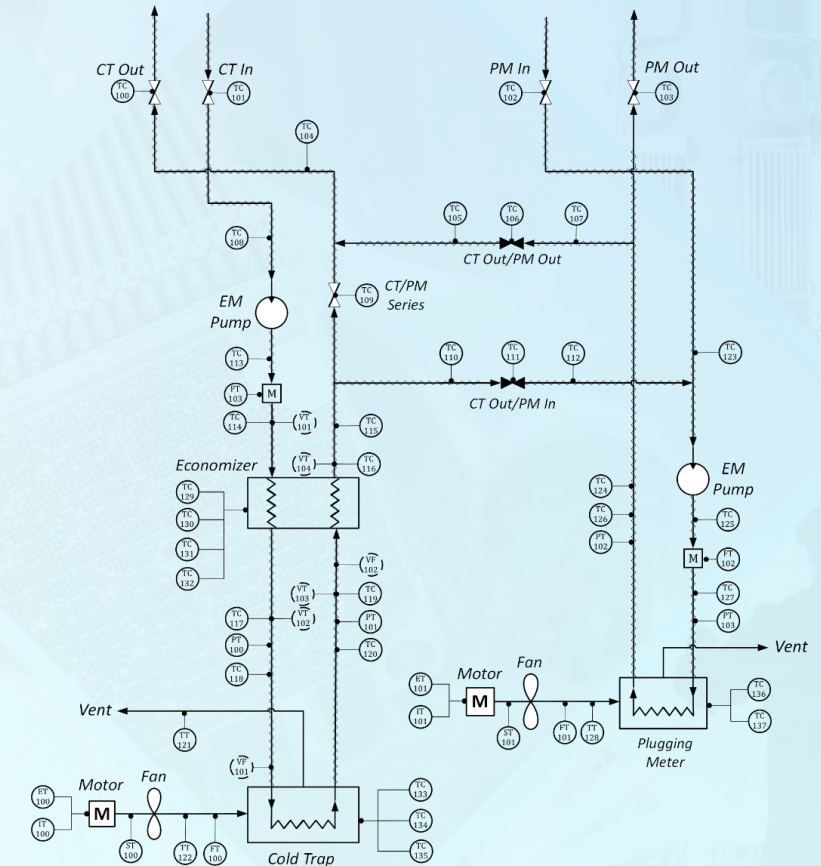 CT Out
CT In
PM In
PM Out
TC
100
TC
101
TC
102
TC
103
TC
104
TC
105
TC
106
TC
107
CT Out/PM Out
TC
108
TC
109
CT/PM
Series
EM
Pump
TC
113
TC
110
TC
111
TC
112
CT Out/PM In
TC
123
FT
103
M
TC
114
VT
101
TC
115
VT
104
TC
116
Economizer
TC
129
TC
130
TC
131
TC
132
EM
Pump
TC
124
TC
126
PT
102
TC
125
M
FT
102
TC
127
PT
103
VF
102
VT
103
TC
119
TC
117
VT
102
PT
101
PT
100
TC
120
TC
118
Vent
Vent
TT
121
ET
101
IT
101
Motor
M
Fan
ST
101
FT
101
TT
128
TC
136
TC
137
Plugging
Meter
VF
101
ET
100
IT
100
Motor
M
Fan
ST
100
TT
122
FT
100
TC
133
TC
134
TC
135
Cold Trap